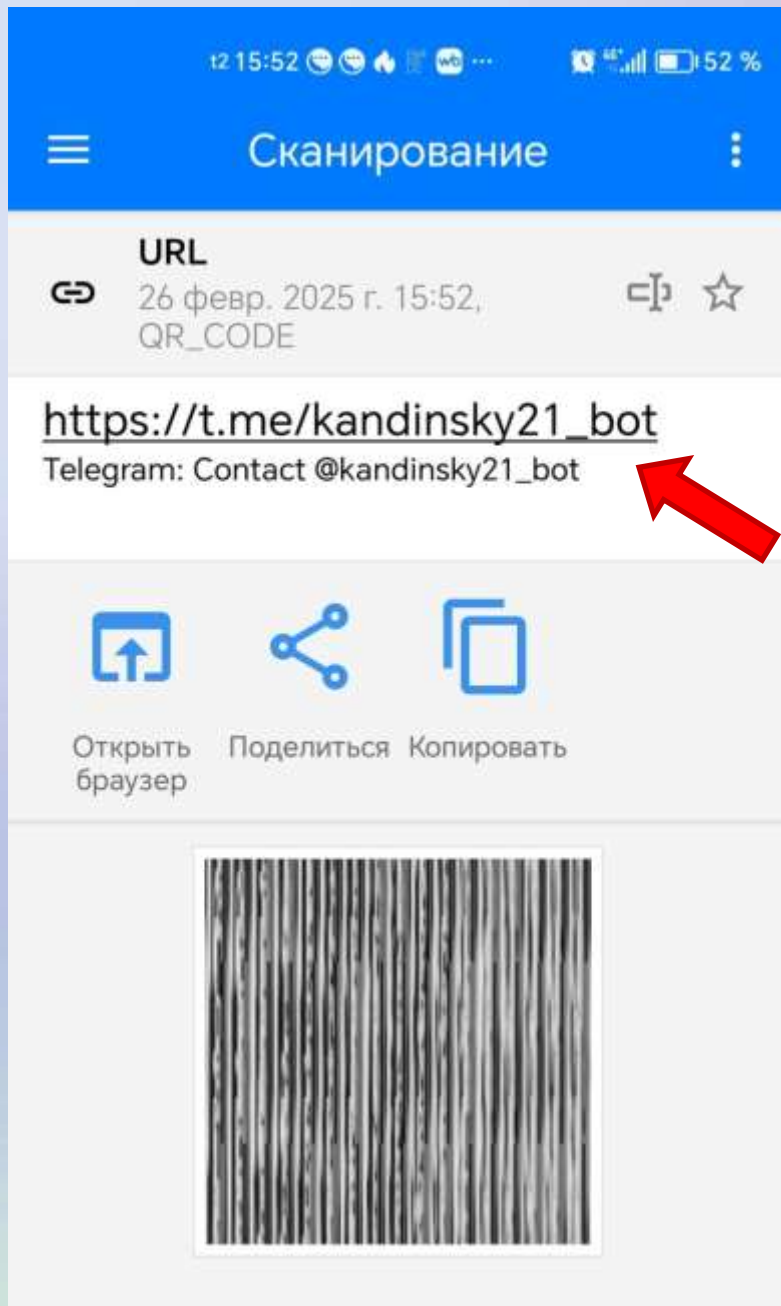 t2 15:52 ... 52 %
Сканирование
URL
26 февр. 2025 г. 15:52,
QR_CODE
https://t.me/kandinsky21_bot
Telegram: Contact @kandinsky21_bot
Открыть Поделиться Копировать
браузер